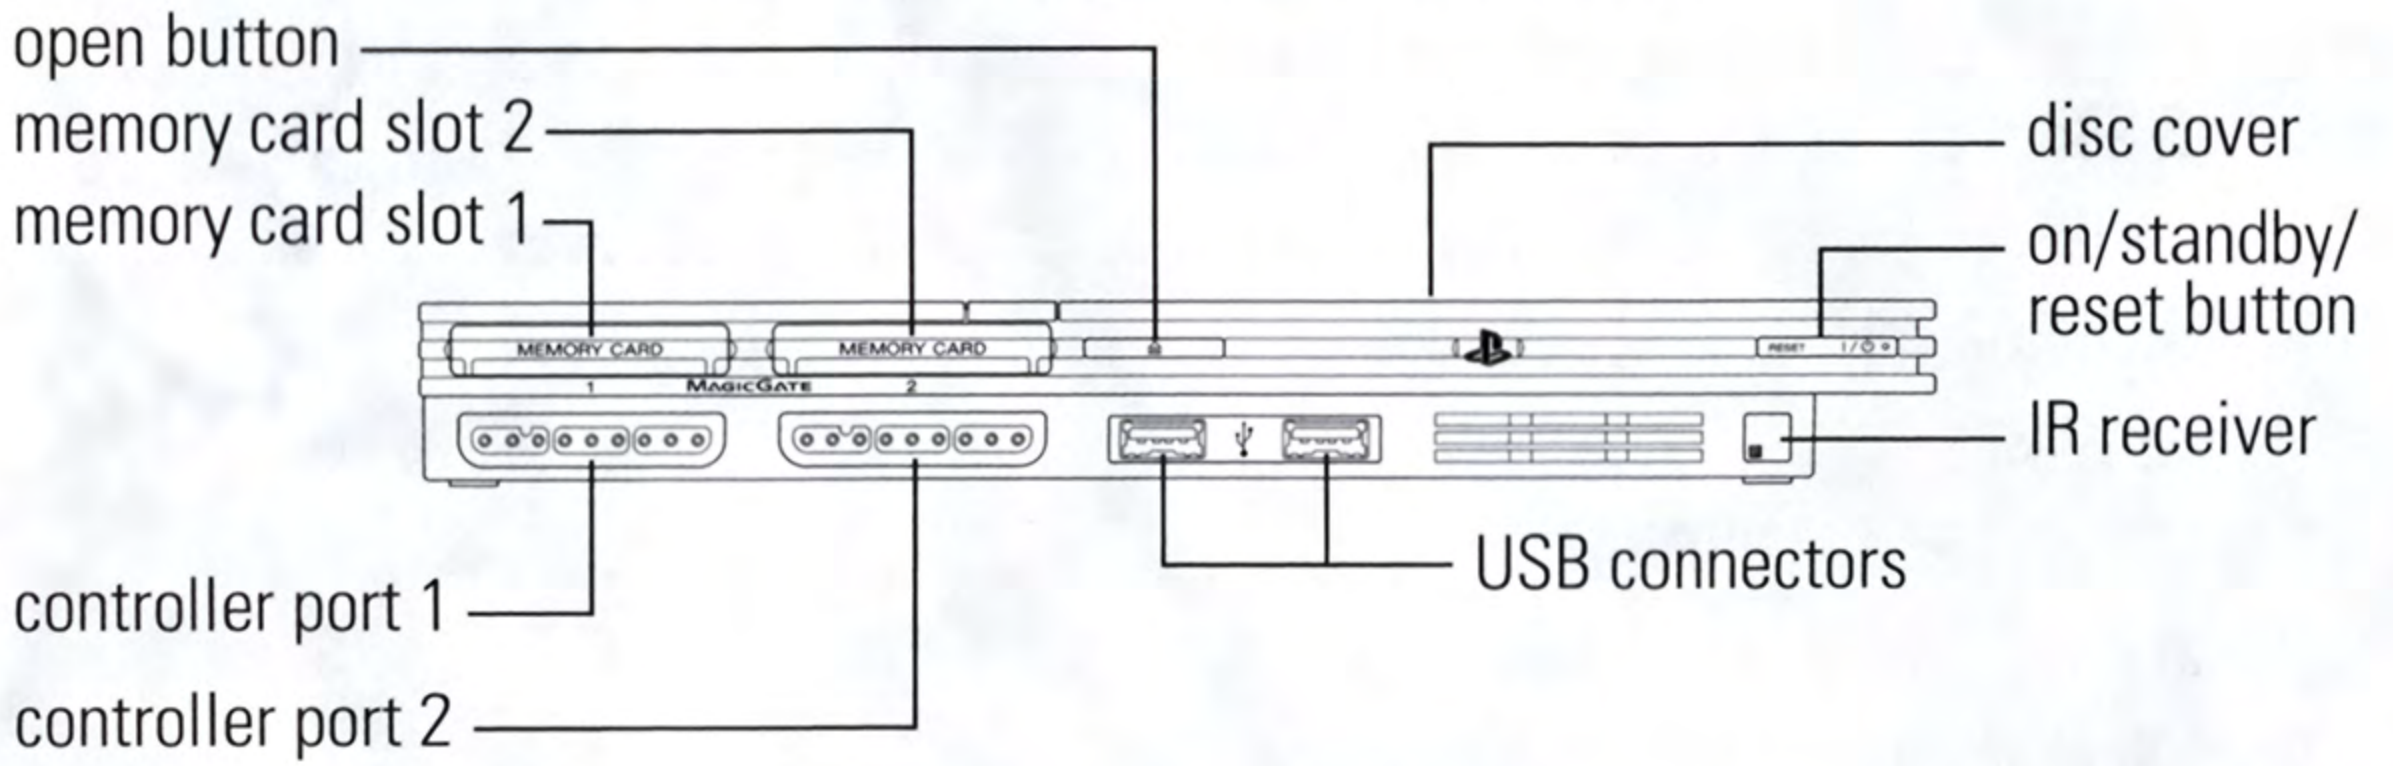 open button
memory card slot 2
memory card slot 1
disc cover
on/standby/
reset button
MEMORY CARD
MEMORY CARD
RESET
1
MAGICGATE
2
IR receiver
USB connectors
controller port 1
controller port 2